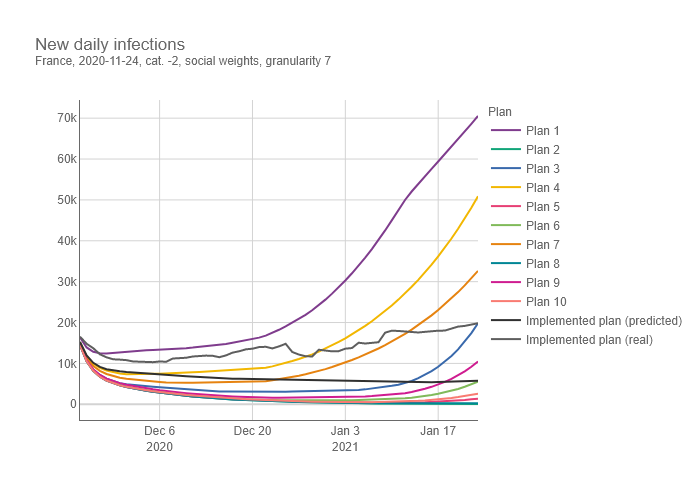 New daily infections
France, 2020-11-24, cat. -2, social weights, granularity 7
70k
60k
50k
40k
30k
20k
10k
0
Dec 6
2020
Dec 20
Jan 3
2021
Jan 17
Plan
Plan 1
Plan 2
Plan 3
Plan 4
Plan 5
Plan 6
Plan 7
Plan 8
Plan 9
Plan 10
Implemented plan (predicted)
Implemented plan (real)